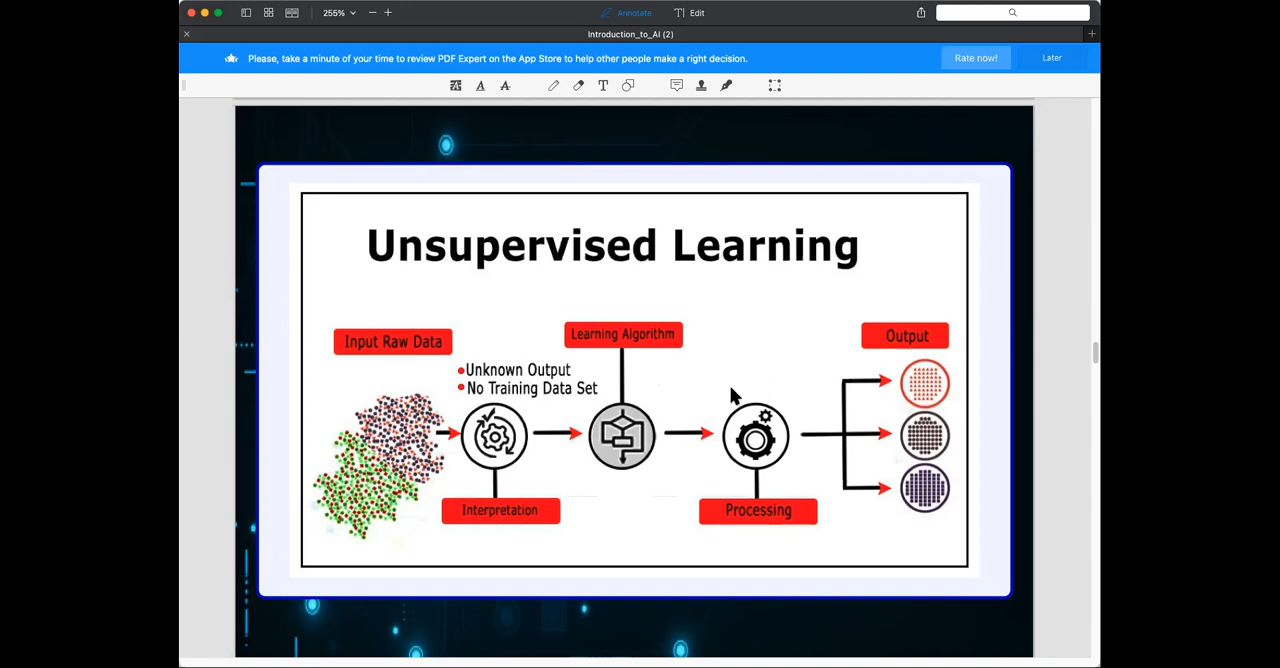 255%
Annotate
Edit
Introduction_to_AI (2)
Please, take a minute of your time to review PDF Expert on the App Store to help other people make a right decision.
Rate now!
Later
Unsupervised Learning
Input Raw Data
Learning Algorithm
Output
Unknown Output
No Training Data Set
Interpretation
Processing